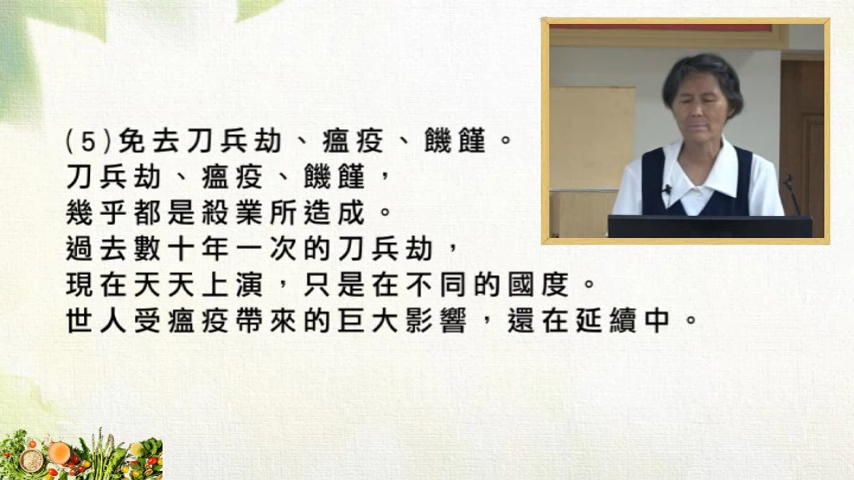 (5)免去刀兵劫、瘟疫、饑饉。
刀兵劫、瘟疫、饑饉，
幾乎都是殺業所造成。
過去數十年一次的刀兵劫，
現在天天上演，只是在不同的國度。
世人受瘟疫帶來的巨大影響，還在延續中。